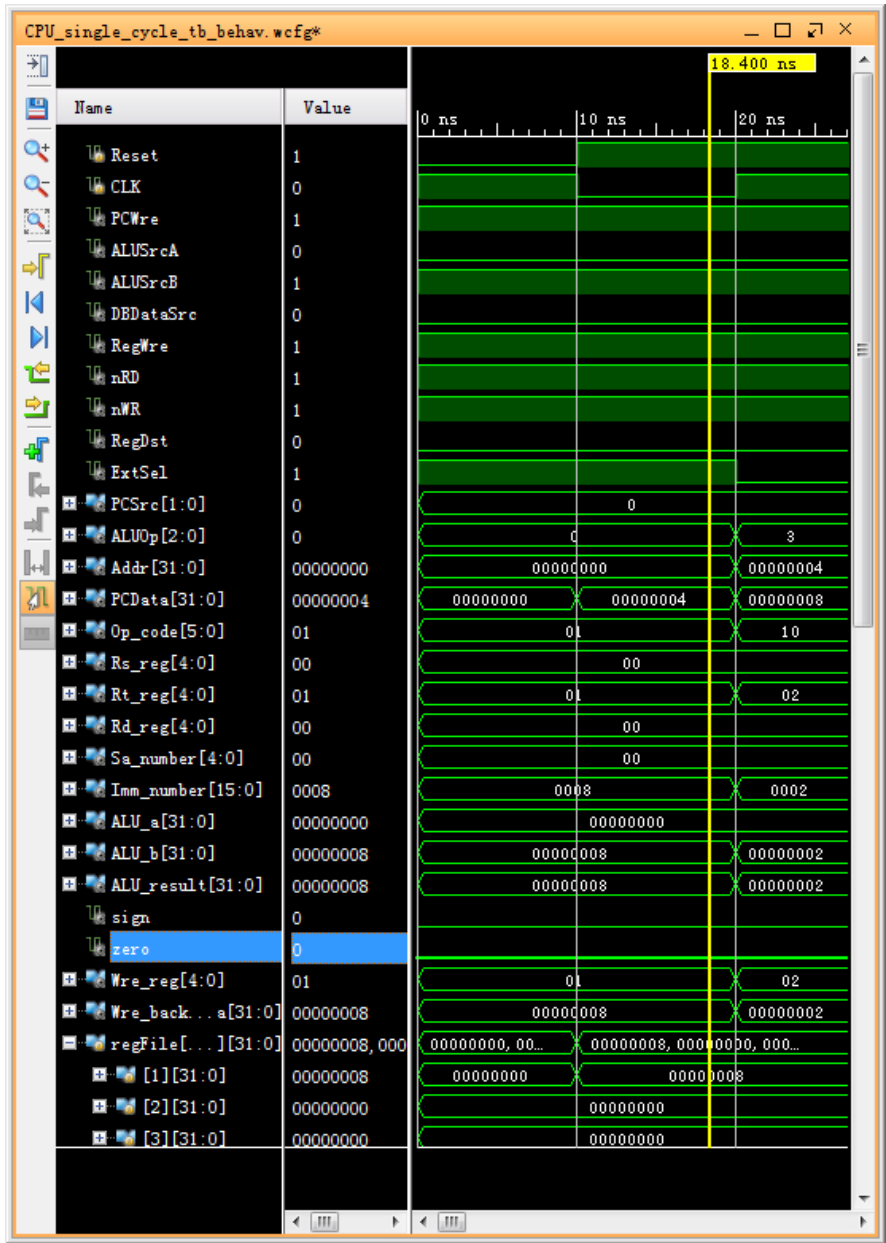 CPU_single_cycle_tb_behav.wcfg*
18.400 ns
Name Value
0 ns 10 ns 20 ns
Reset 1
CLK 0
PCWre 1
ALUSrcA 0
ALUSrcB 1
DBDataSrc 0
RegWre 1
nRD 1
nWR 1
RegDst 0
ExtSel 1
PCSrc[1:0] 0 0
ALUOp[2:0] 0 0 3
Addr[31:0] 00000000 00000000 00000004
PCData[31:0] 00000004 00000000 00000004 00000008
Op_code[5:0] 01 01 10
Rs_reg[4:0] 00 00
Rt_reg[4:0] 01 01 02
Rd_reg[4:0] 00 00
Sa_number[4:0] 00 00
Imm_number[15:0] 0008 0008 0002
ALU_a[31:0] 00000000 00000000
ALU_b[31:0] 00000008 00000008 00000002
ALU_result[31:0] 00000008 00000008 00000002
sign 0
zero 0
Wre_reg[4:0] 01 01 02
Wre_back...a[31:0] 00000008 00000008 00000002
regFile[...][31:0] 00000008,000 00000000, 00... 00000008, 00000000, 000...
[1][31:0] 00000008 00000000 00000008
[2][31:0] 00000000 00000000
[3][31:0] 00000000 00000000